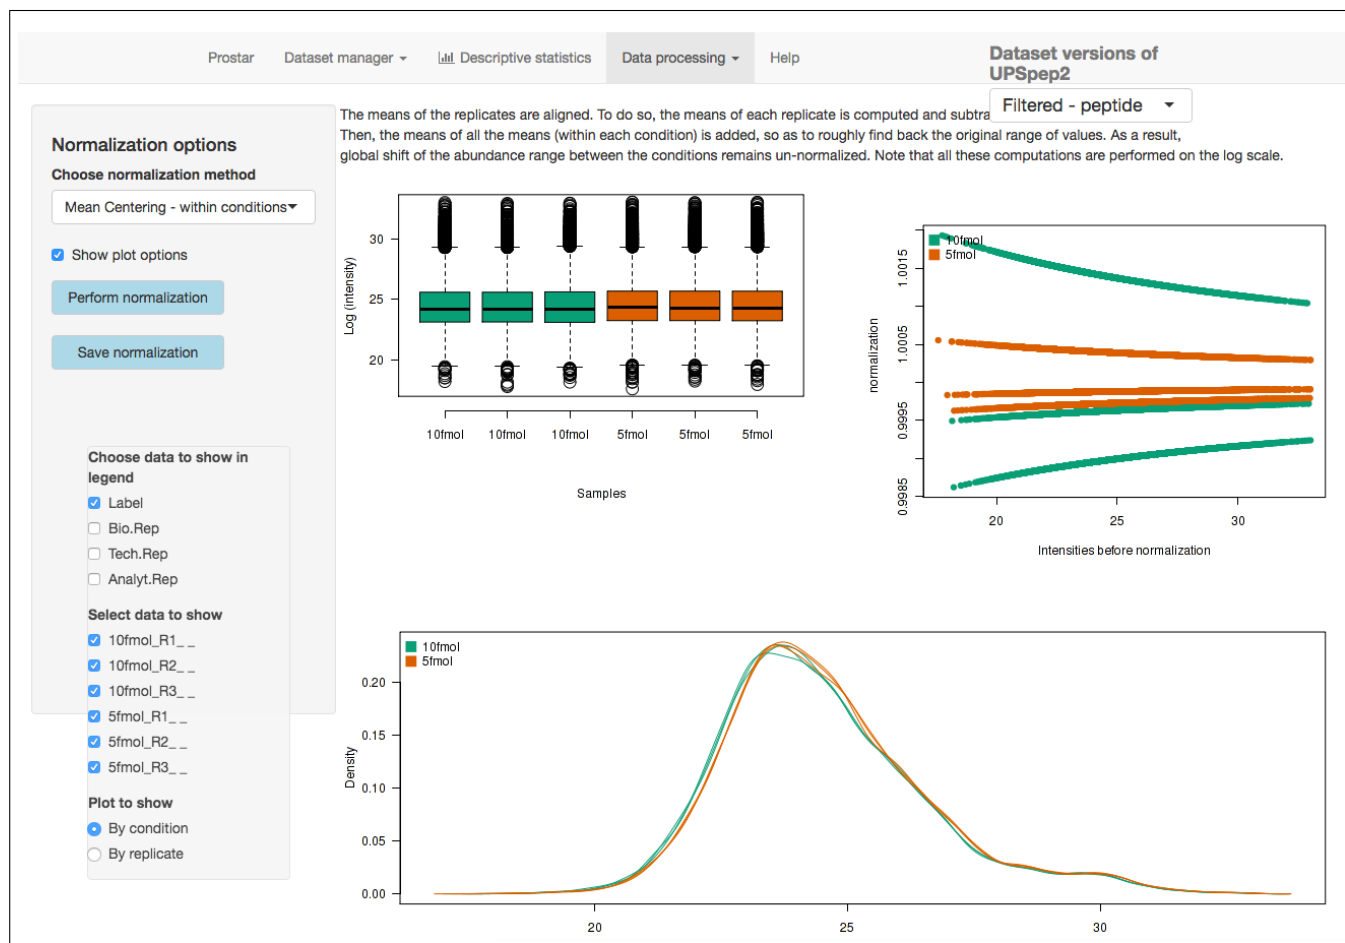 Prostar
Dataset manager
Descriptive statistics
Data processing
Help
Dataset versions of
UPSpep2
Filtered - peptide
Normalization options
Choose normalization method
Mean Centering - within conditions
Show plot options
Perform normalization
Save normalization
Choose data to show in
legend
Label
Bio.Rep
Tech.Rep
Analyt.Rep
Select data to show
10fmol_R1_ _
10fmol_R2_ _
10fmol_R3_ _
5fmol_R1_ _
5fmol_R2_ _
5fmol_R3_ _
Plot to show
By condition
By replicate
The means of the replicates are aligned. To do so, the means of each replicate is computed and subtra
Then, the means of all the means (within each condition) is added, so as to roughly find back the original range of values. As a result,
global shift of the abundance range between the conditions remains un-normalized. Note that all these computations are performed on the log scale.
Log (intensity)
30
25
20
10fmol
10fmol
10fmol
5fmol
5fmol
5fmol
Samples
10fmol
5fmol
normalization
1.0015
1.0005
0.9995
0.9985
20
25
30
Intensities before normalization
10fmol
5fmol
Density
0.20
0.15
0.10
0.05
0.00
20
25
30